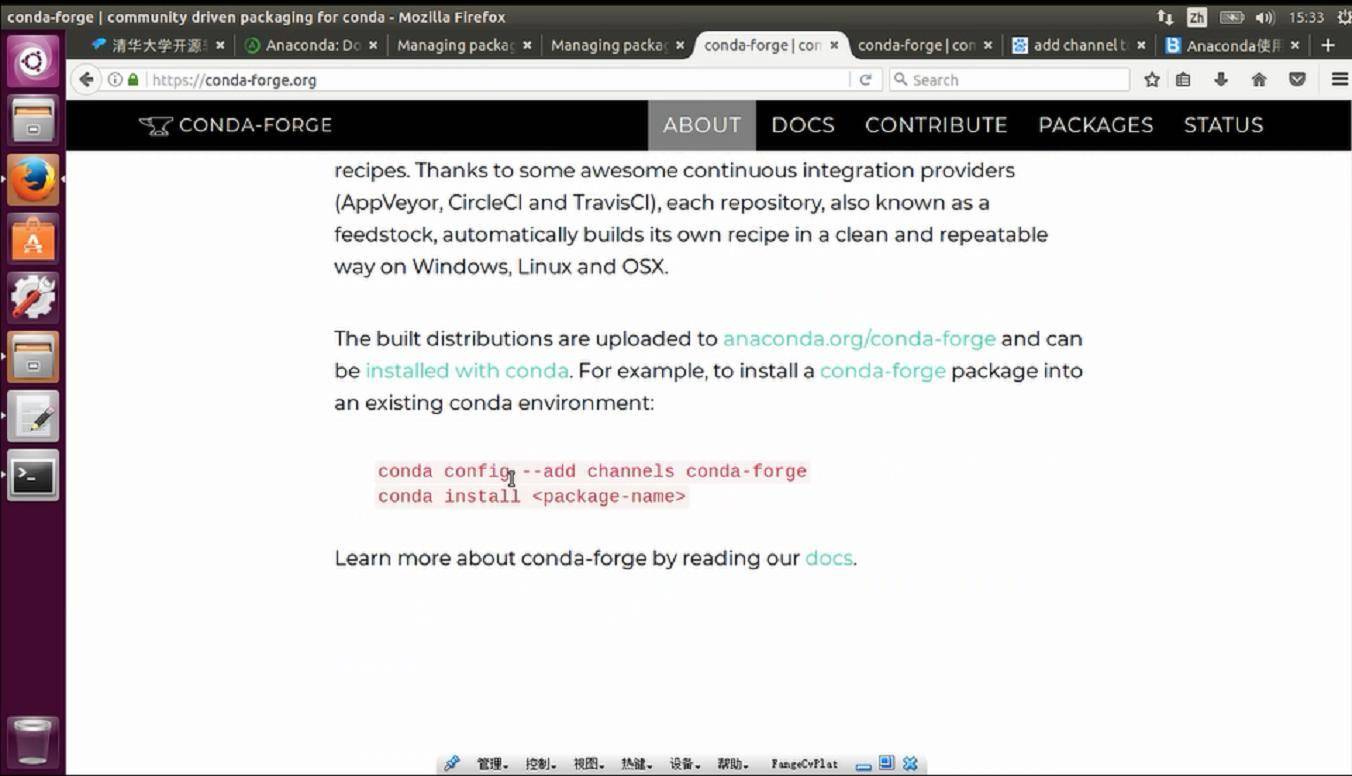 conda-forge | community driven packaging for conda - Mozilla Firefox
Zh
15:33
清华大学开源
Anaconda: Do
Managing packag
Managing packag
conda-forge | con
conda-forge | con
add channel t
Anaconda使用
https://conda-forge.org
Search
CONDA-FORGE
ABOUT
DOCS
CONTRIBUTE
PACKAGES
STATUS
recipes. Thanks to some awesome continuous integration providers
(AppVeyor, CircleCI and TravisCI), each repository, also known as a
feedstock, automatically builds its own recipe in a clean and repeatable
way on Windows, Linux and OSX.
The built distributions are uploaded to anaconda.org/conda-forge and can
be installed with conda. For example, to install a conda-forge package into
an existing conda environment:
conda config --add channels conda-forge
conda install <package-name>
Learn more about conda-forge by reading our docs.
管理. 控制. 视图. 热键. 设备. 帮助. FangeCvPlat